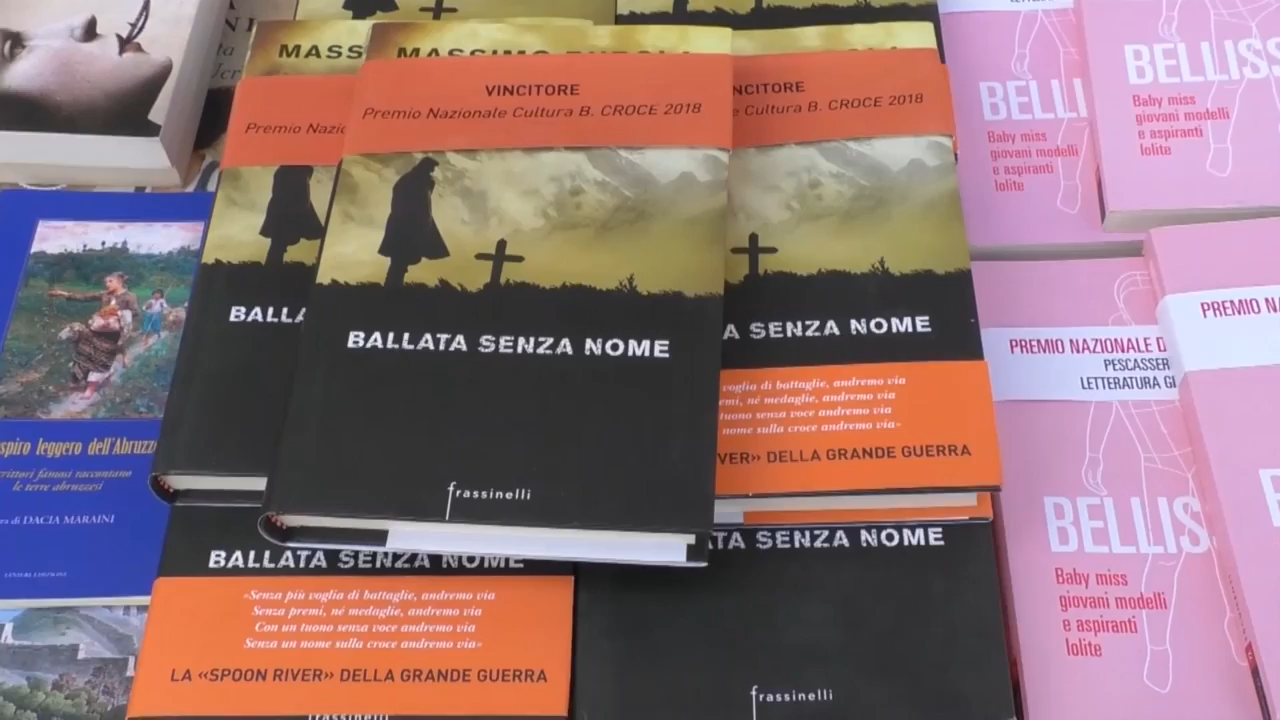 MASS
MASSIMO
VINCITORE
Premio Nazionale Cultura B. CROCE 2018
Premio Nazio
NCITORE
e Cultura B. CROCE 2018
BALLATA SENZA NOME
frassinelli
BALLA
A SENZA NOME
voglia di battaglie, andremo via
emi, né medaglie, andremo via
tuono senza voce andremo via
nome sulla croce andremo via»
VER» DELLA GRANDE GUERRA
BALLATA SENZA NOME
«Senza più voglia di battaglie, andremo via
Senza premi, né medaglie, andremo via
Con un tuono senza voce andremo via
Senza un nome sulla croce andremo via»
LA «SPOON RIVER» DELLA GRANDE GUERRA
frassinelli
TA SENZA NOME
frassinelli
spiro leggero dell'Abruzz
crittori famosi raccontano
le terre abruzzesi
ra di DACIA MARAINI
BELLI
Baby miss
giovani modelli
e aspiranti
lolite
BELLISS
Baby miss
giovani modelli
e aspiranti
lolite
PREMIO NAZIONALE D
PESCASSER
LETTERATURA GI
BELLIS
Baby miss
giovani modelli
e aspiranti
lolite
PREMIO NA